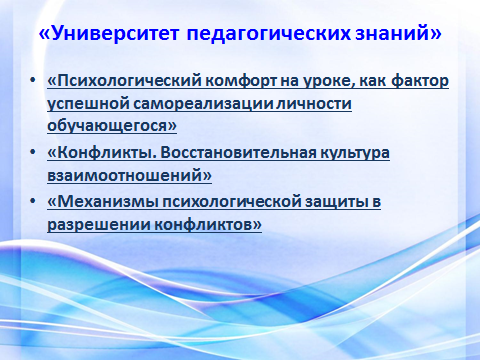 «Университет педагогических знаний»
• «Психологический комфорт на уроке, как фактор
успешной самореализации личности
обучающегося»
• «Конфликты. Восстановительная культура
взаимоотношений»
• «Механизмы психологической защиты в
разрешении конфликтов»